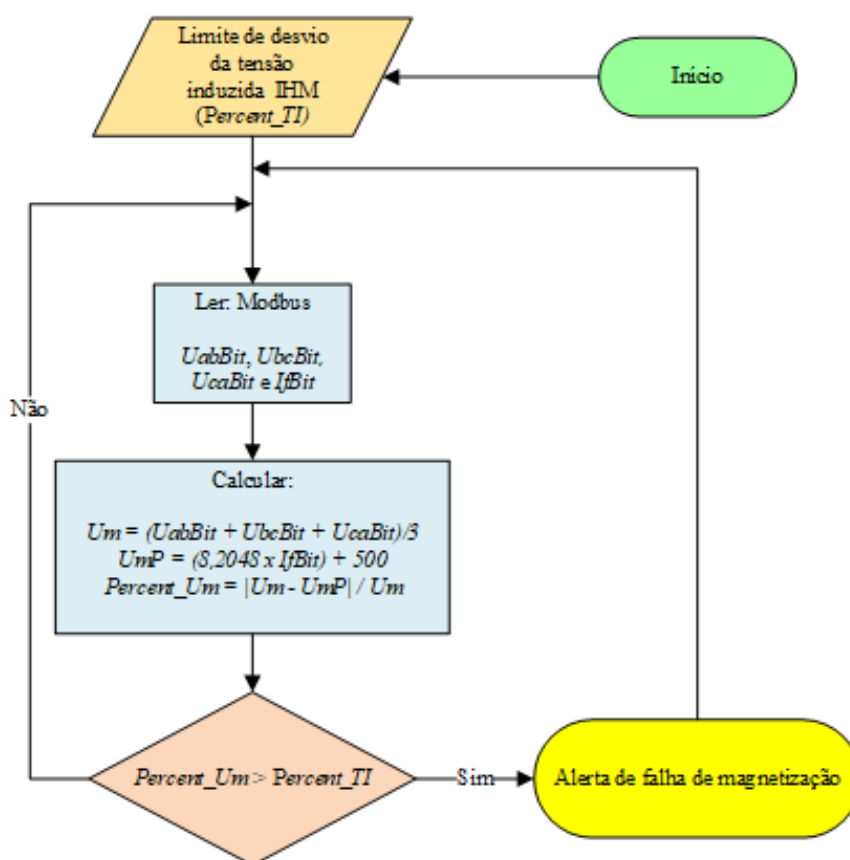 Limite de desvio
da tensão
induzida IHM
(Percent_TI)
Inicio
Ler: Modbus
UabBit, UbcBit,
UcaBit e IfBit
Não
Calcular:
Um = (UabBit + UbcBit + UcaBit)/3
UmP = (8,2048 x IfBit) + 500
Percent_Um = |Um - UmP| / Um
Percent_Um > Percent_TI
Sim
Alerta de falha de magnetização